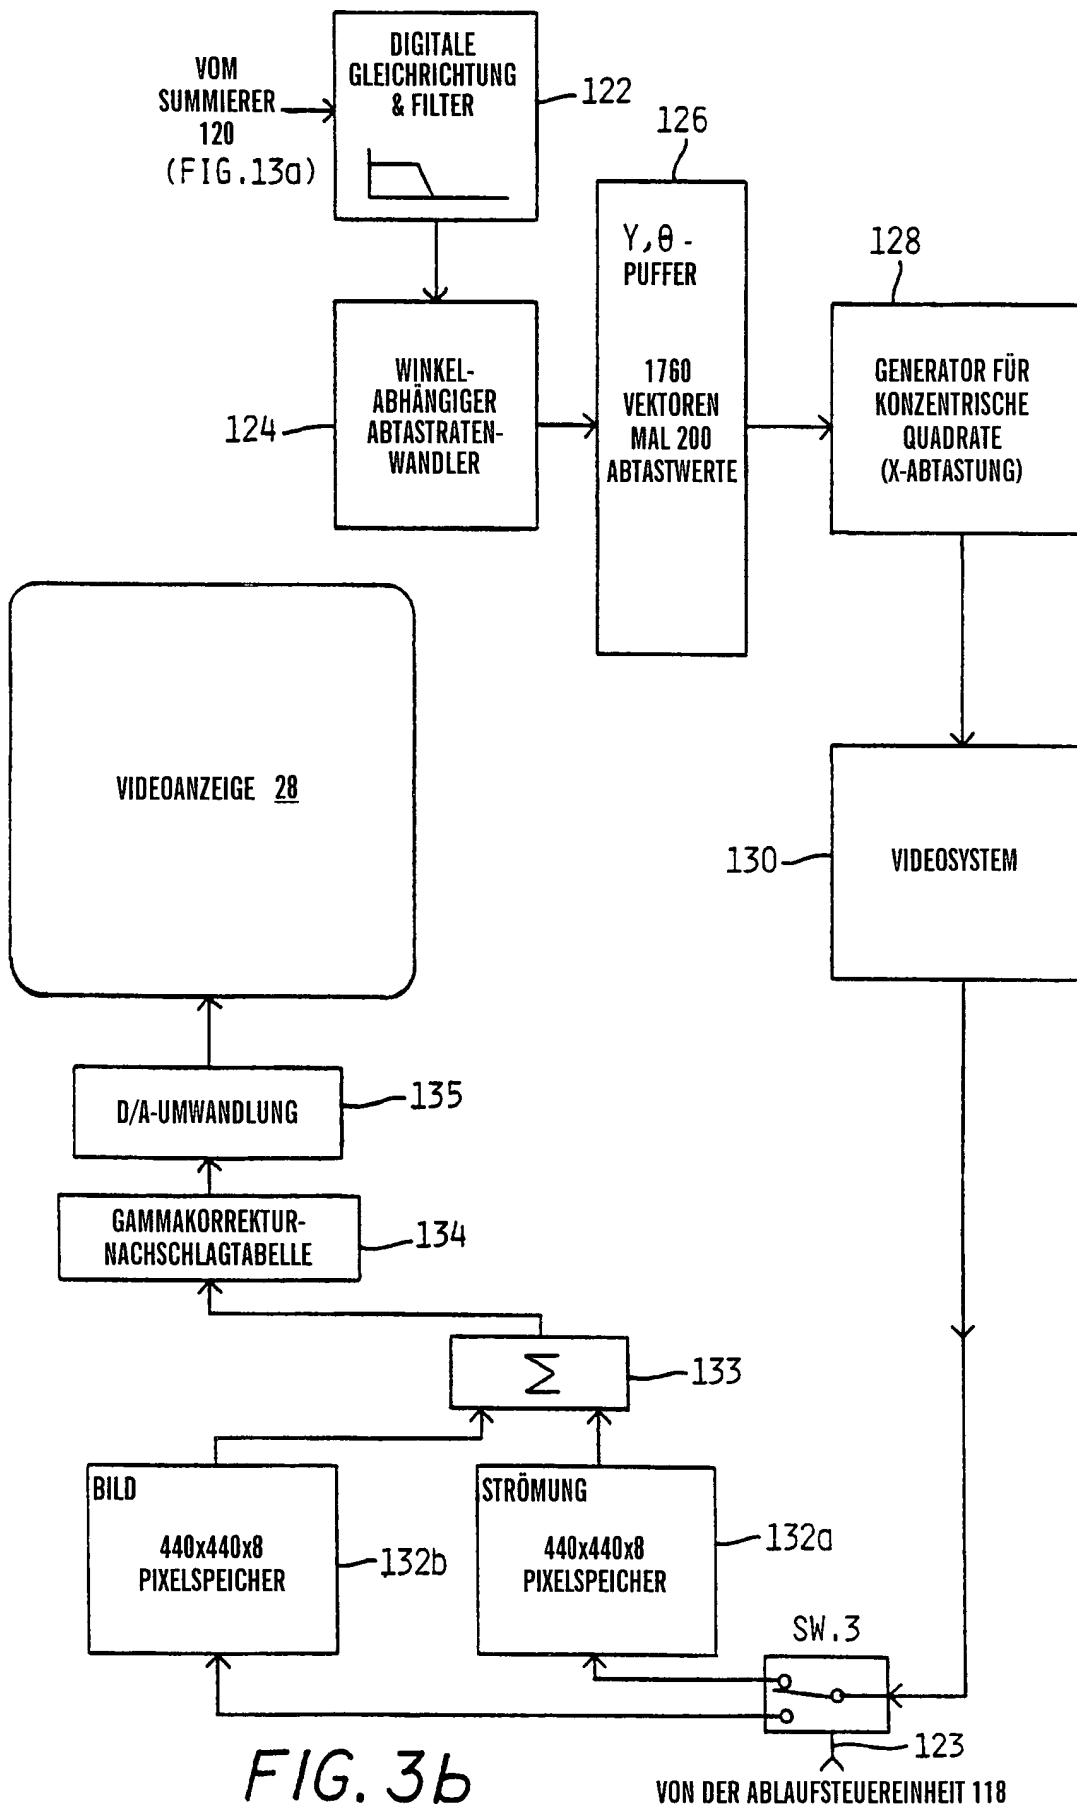 DIGITALE
GLEICHRICHTUNG
& FILTER
VOM
SUMMIERER
120
(FIG.13a)
122
126
Y,θ -
PUFFER
128
WINKEL-
ABHÄNGIGER
ABTASTRATEN-
WANDLER
124
1760
VEKTOREN
MAL 200
ABTASTWERTE
GENERATOR FÜR
KONZENTRISCHE
QUADRATE
(X-ABTASTUNG)
VIDEOANZEIGE 28
130
VIDEOSYSTEM
D/A-UMWANDLUNG
135
GAMMAKORREKTUR-
NACHSCHLAGTABELLE
134
Σ
133
BILD
440x440x8
PIXELSPEICHER
132b
STRÖMUNG
440x440x8
PIXELSPEICHER
132a
SW.3
123
VON DER ABLAUFSTEUEREINHEIT 118
FIG. 3b